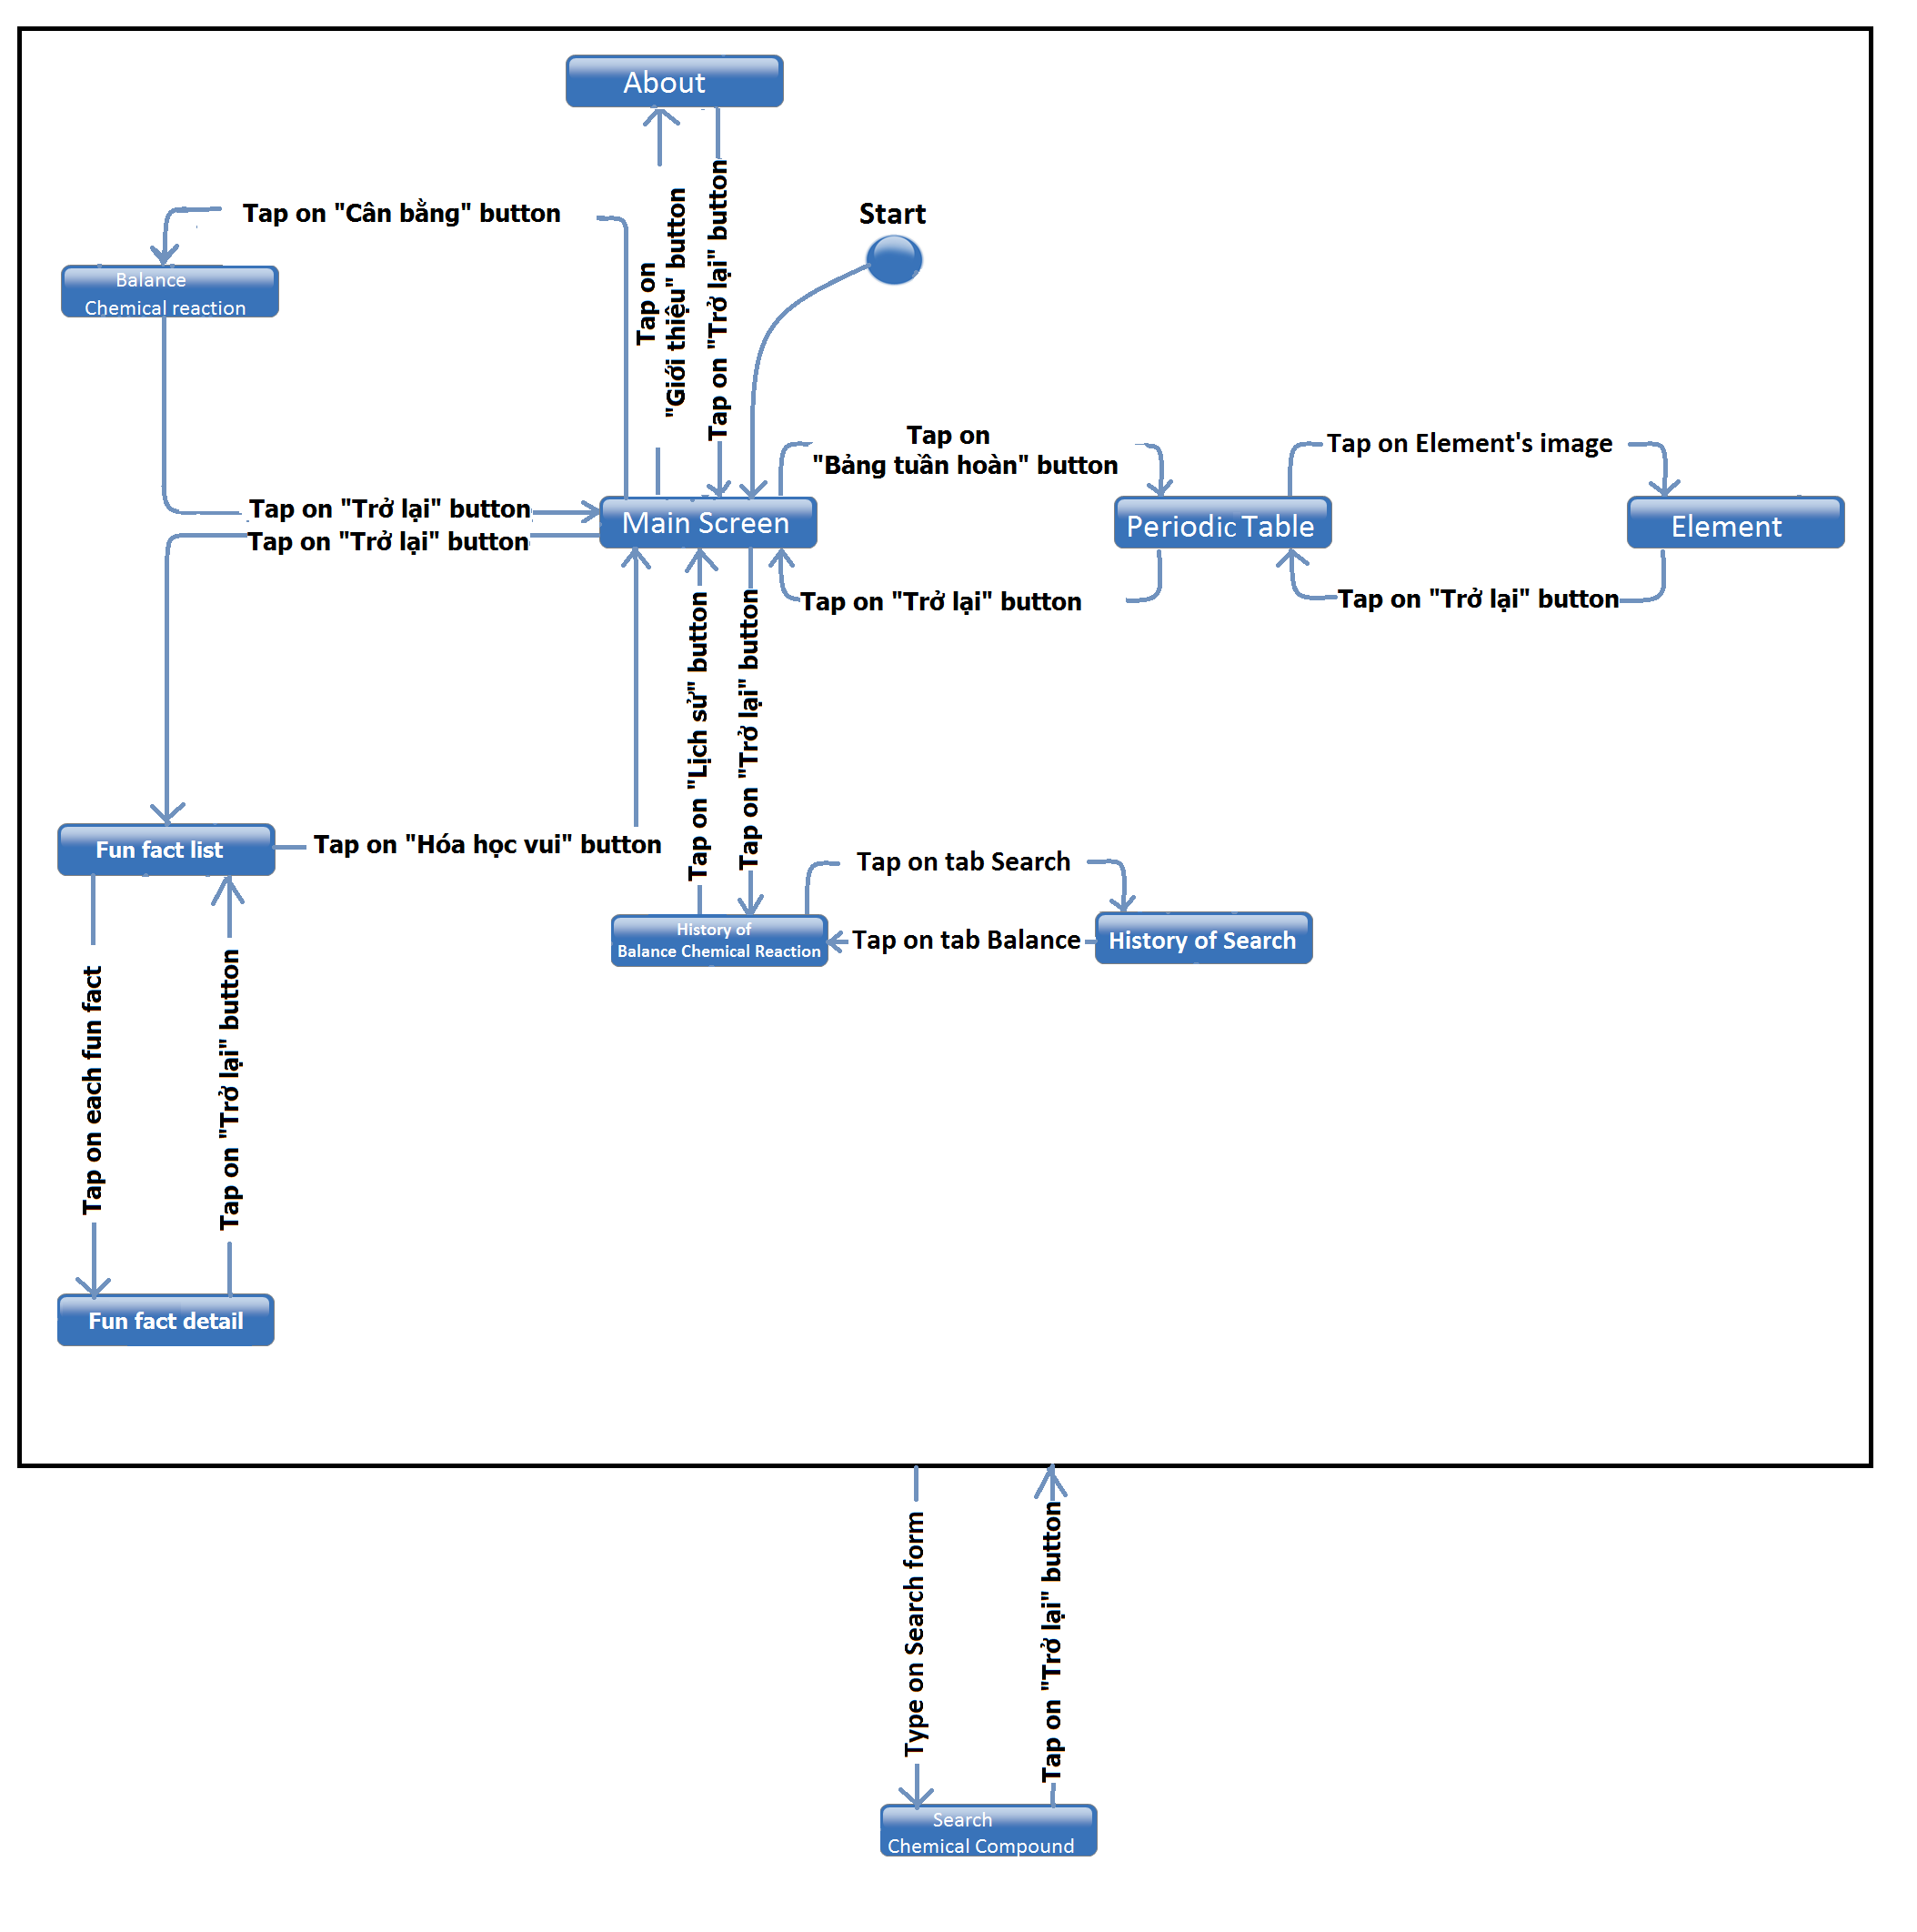 About
Tap on "Cân bằng" button
Tap on
"Giới thiệu" button
Tap on "Trở lại" button
Start
Balance
Chemical reaction
Tap on
"Bảng tuần hoàn" button
Tap on Element's image
Tap on "Trở lại" button
Tap on "Trở lại" button
Main Screen
Periodic Table
Element
Tap on "Trở lại" button
Tap on "Trở lại" button
Tap on "Lịch sử" button
Tap on "Trở lại" button
Fun fact list
Tap on "Hóa học vui" button
Tap on tab Search
History of
Balance Chemical Reaction
Tap on tab Balance
History of Search
Tap on each fun fact
Tap on "Trở lại" button
Fun fact detail
Type on Search form
Tap on "Trở lại" button
Search
Chemical Compound